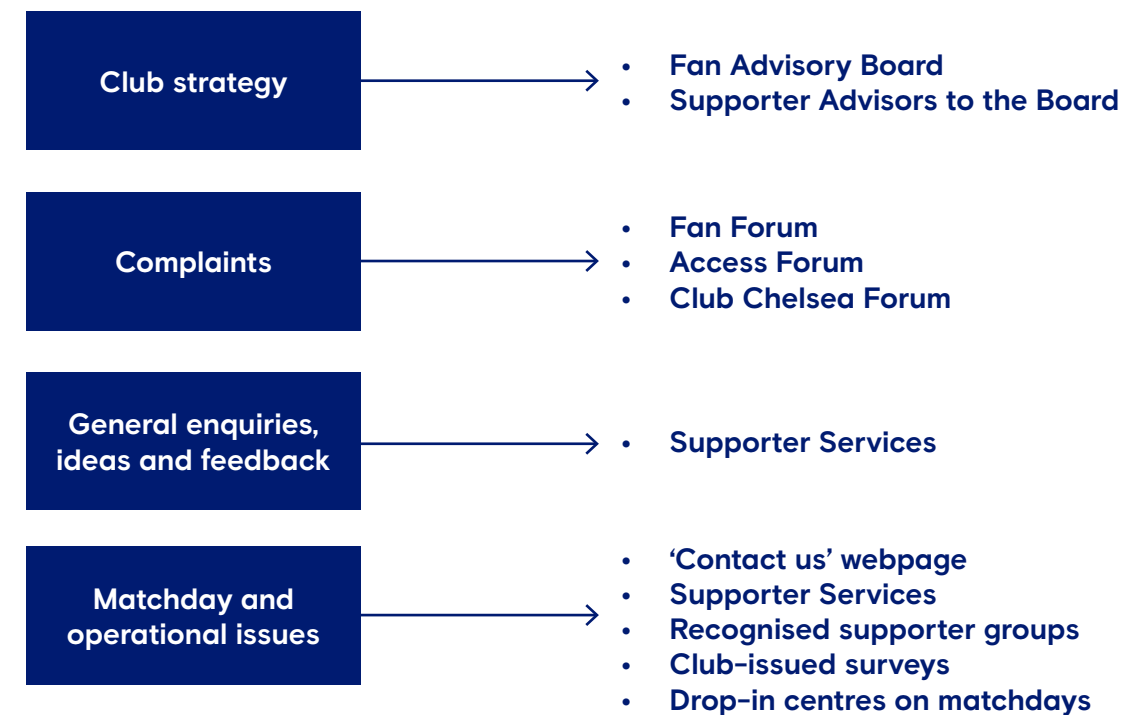 Club strategy
• Fan Advisory Board
• Supporter Advisors to the Board
Complaints
• Fan Forum
• Access Forum
• Club Chelsea Forum
General enquiries,
ideas and feedback
• Supporter Services
Matchday and
operational issues
• ‘Contact us’ webpage
• Supporter Services
• Recognised supporter groups
• Club-issued surveys
• Drop-in centres on matchdays